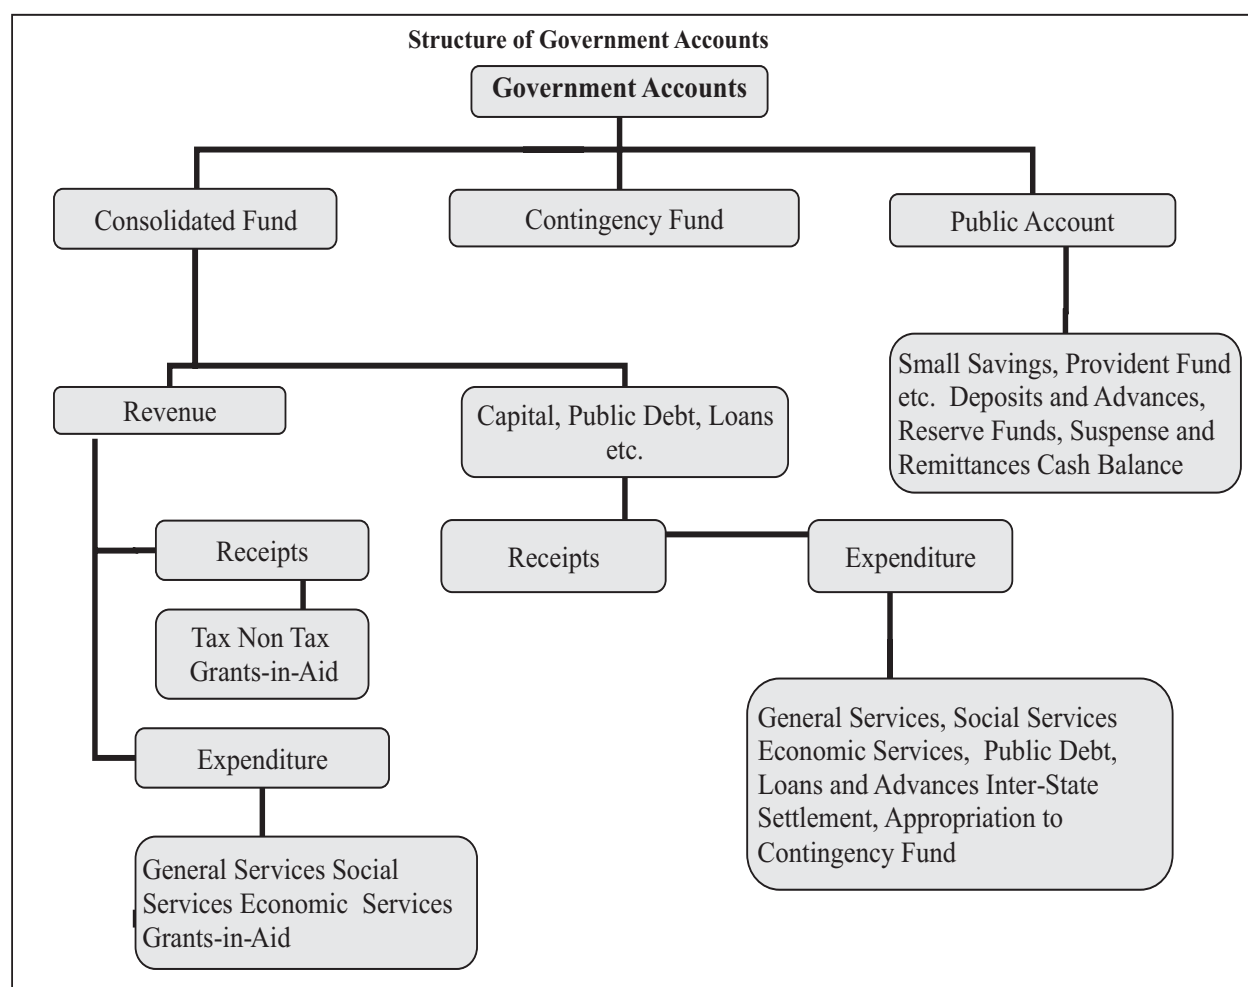 Structure of Government Accounts
Government Accounts
Consolidated Fund
Contingency Fund
Public Account
Small Savings, Provident Fund
etc. Deposits and Advances,
Reserve Funds, Suspense and
Remittances Cash Balance
Revenue
Capital, Public Debt, Loans
etc.
Receipts
Tax Non Tax
Grants-in-Aid
Expenditure
General Services Social
Services Economic Services
Grants-in-Aid
Receipts
Expenditure
General Services, Social Services
Economic Services, Public Debt,
Loans and Advances Inter-State
Settlement, Appropriation to
Contingency Fund